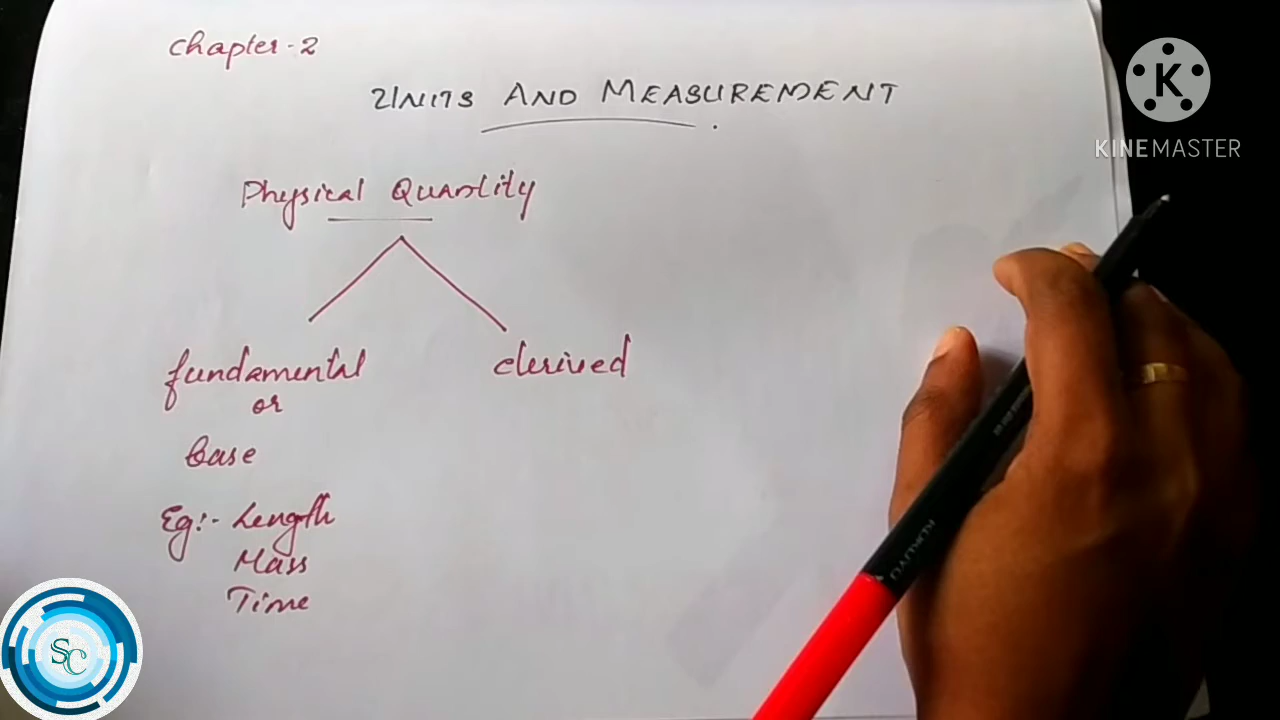 Chapter-2
UNITS AND MEASUREMENT
Physical Quantity
fundamental
derived
or
base
Eg:- Length
Mass
Time
K
KINEMASTER
SC